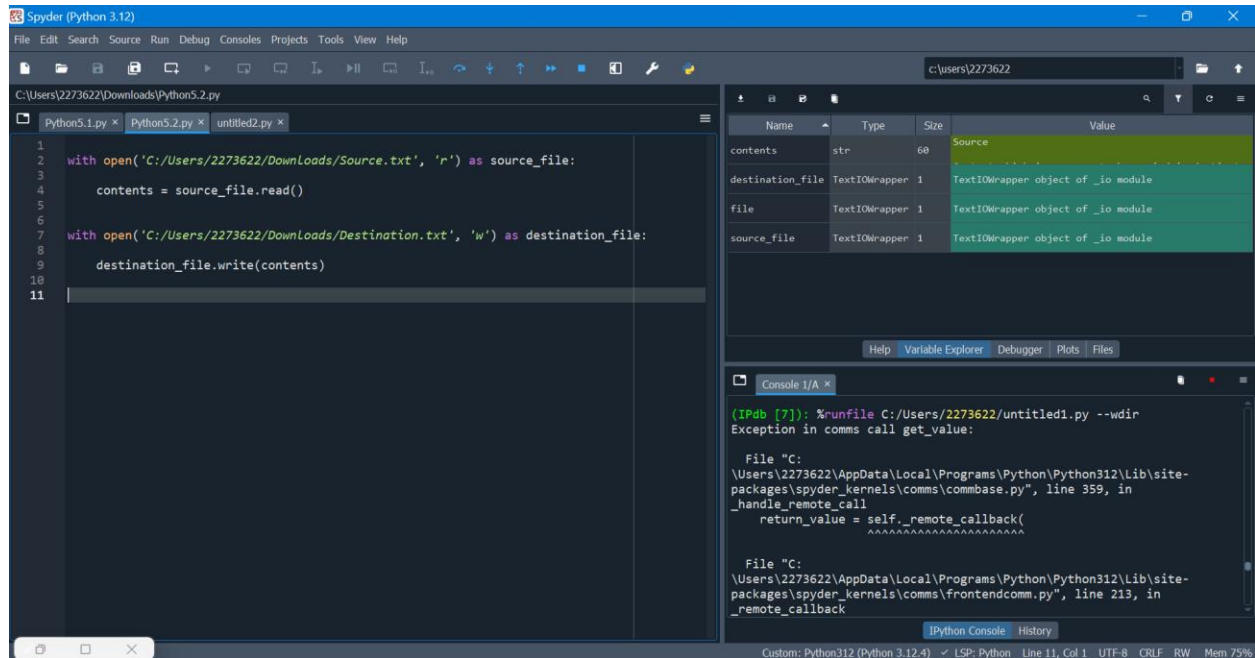 Spyder (Python 3.12)
File Edit Search Source Run Debug Consoles Projects Tools View Help
c:\users\2273622
C:\Users\2273622\Downloads\Python5.2.py
Python5.1.py × Python5.2.py × untitled2.py ×
1
2 with open('C:/Users/2273622/Downloads/Source.txt', 'r') as source_file:
3
4 contents = source_file.read()
5
6
7 with open('C:/Users/2273622/Downloads/Destination.txt', 'w') as destination_file:
8
9 destination_file.write(contents)
10
11
Name Type Size Value
contents str 60 Source
destination_file TextIOWrapper 1 TextIOWrapper object of _io module
file TextIOWrapper 1 TextIOWrapper object of _io module
source_file TextIOWrapper 1 TextIOWrapper object of _io module
Help Variable Explorer Debugger Plots Files
Console 1/A ×
(IPdb [7]): %runfile C:/Users/2273622/untitled1.py --wdir
Exception in comms call get_value:
File "C:
\Users\2273622\AppData\Local\Programs\Python\Python312\Lib\site-
packages\spyder_kernels\comms\commbase.py", line 359, in
_handle_remote_call
return_value = self._remote_callback(
^^^^^^^^^^^^^^^^^^^^^^
File "C:
\Users\2273622\AppData\Local\Programs\Python\Python312\Lib\site-
packages\spyder_kernels\comms\frontendcomm.py", line 213, in
_remote_callback
IPython Console History
Custom: Python312 (Python 3.12.4) ✓ LSP: Python Line 11, Col 1 UTF-8 CRLF RW Mem 75%